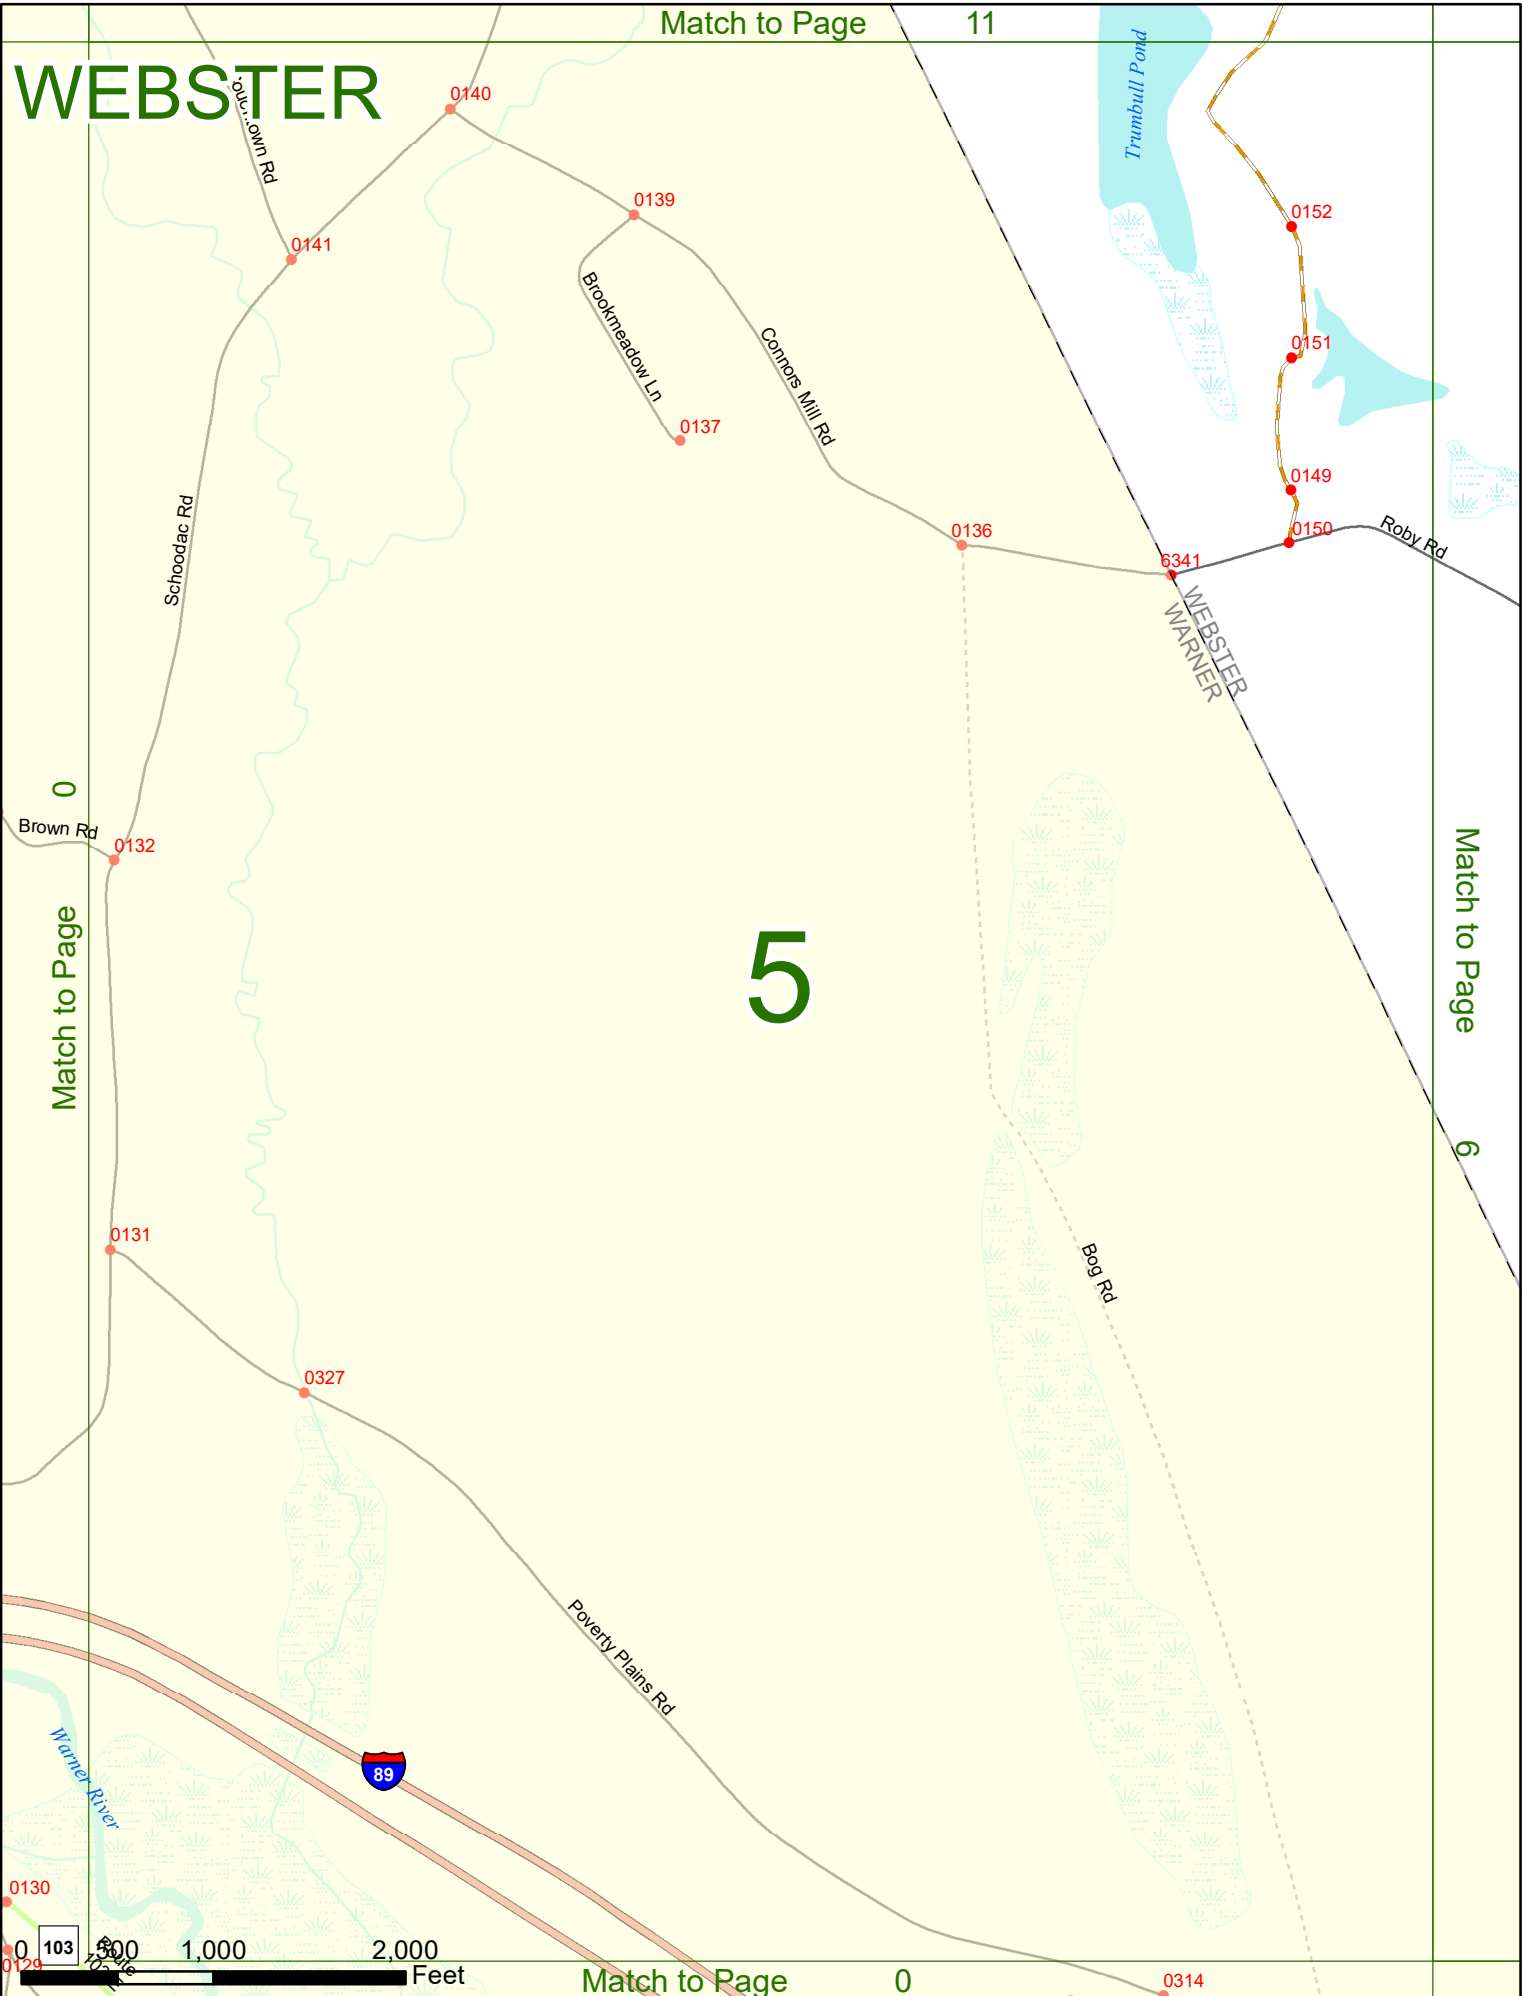 Match to Page 11
WEBSTER
Trumbull Pond
0140
0139
0152
0141
Brookmeadow Ln
Connors Mill Rd
0151
0137
0149
Schoodac Rd
0136
0150
Roby Rd
6341
WEBSTER
WARNER
Match to Page 0
Brown Rd
0132
5
Match to Page 6
0131
Bog Rd
0327
Poverty Plains Rd
Warner River
89
0130
103
Route
0129
0 500 1,000 2,000
Feet
Match to Page 0
0314